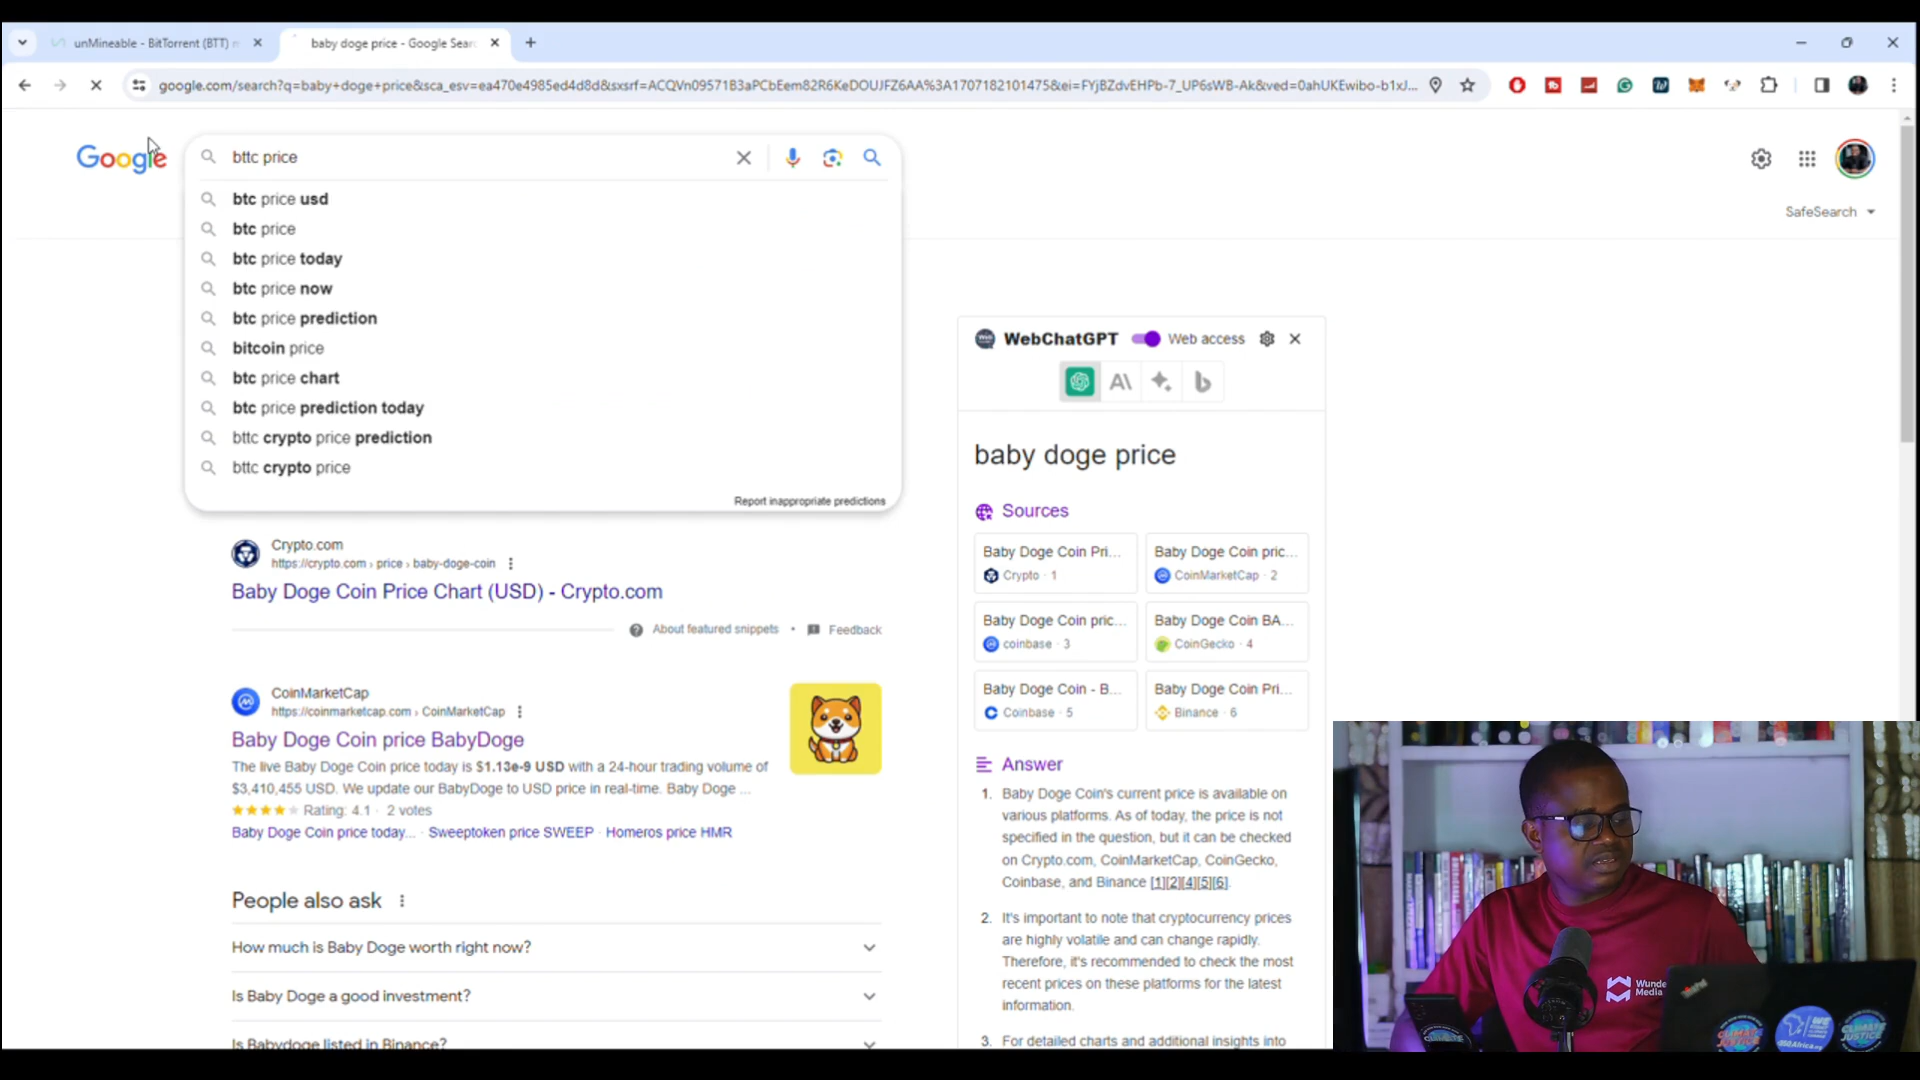 unMineable - BitTorrent (BTT) m
baby doge price - Google Sear
google.com/search?q=baby+doge+price&sca_esv=ea470e4985ed4d8d&sxsrf=ACQVn09571B3aPCbEem82R6KeDOUJFZ6AA%3A1707182101475&ei=FYjBZdvEHPb-7_UP6sWB-Ak&ved=0ahUKEwibo-b1xJ...
Google
bttc price
btc price usd
btc price
btc price today
btc price now
btc price prediction
bitcoin price
btc price chart
btc price prediction today
bttc crypto price prediction
bttc crypto price
Report inappropriate predictions
SafeSearch
Crypto.com
https://crypto.com › price › baby-doge-coin
Baby Doge Coin Price Chart (USD) - Crypto.com
About featured snippets • Feedback
CoinMarketCap
https://coinmarketcap.com › CoinMarketCap
Baby Doge Coin price BabyDoge
The live Baby Doge Coin price today is $1.13e-9 USD with a 24-hour trading volume of
$3,410,455 USD. We update our BabyDoge to USD price in real-time. Baby Doge ...
Rating: 4.1 · 2 votes
Baby Doge Coin price today... · Sweeptoken price SWEEP · Homeros price HMR
People also ask
How much is Baby Doge worth right now?
Is Baby Doge a good investment?
Is Babydoge listed in Binance?
WebChatGPT Web access
baby doge price
Sources
Baby Doge Coin Pri...
Crypto · 1
Baby Doge Coin pric...
CoinMarketCap · 2
Baby Doge Coin pric...
coinbase · 3
Baby Doge Coin BA...
CoinGecko · 4
Baby Doge Coin - B...
Coinbase · 5
Baby Doge Coin Pri...
Binance · 6
Answer
1. Baby Doge Coin's current price is available on
various platforms. As of today, the price is not
specified in the question, but it can be checked
on Crypto.com, CoinMarketCap, CoinGecko,
Coinbase, and Binance [1][2][4][5][6].
2. It's important to note that cryptocurrency prices
are highly volatile and can change rapidly.
Therefore, it's recommended to check the most
recent prices on these platforms for the latest
information.
3. For detailed charts and additional insights into
Wunde
Media
CLIMATE
JUSTICE
350Africa.org
CLIMATE
JUSTICE